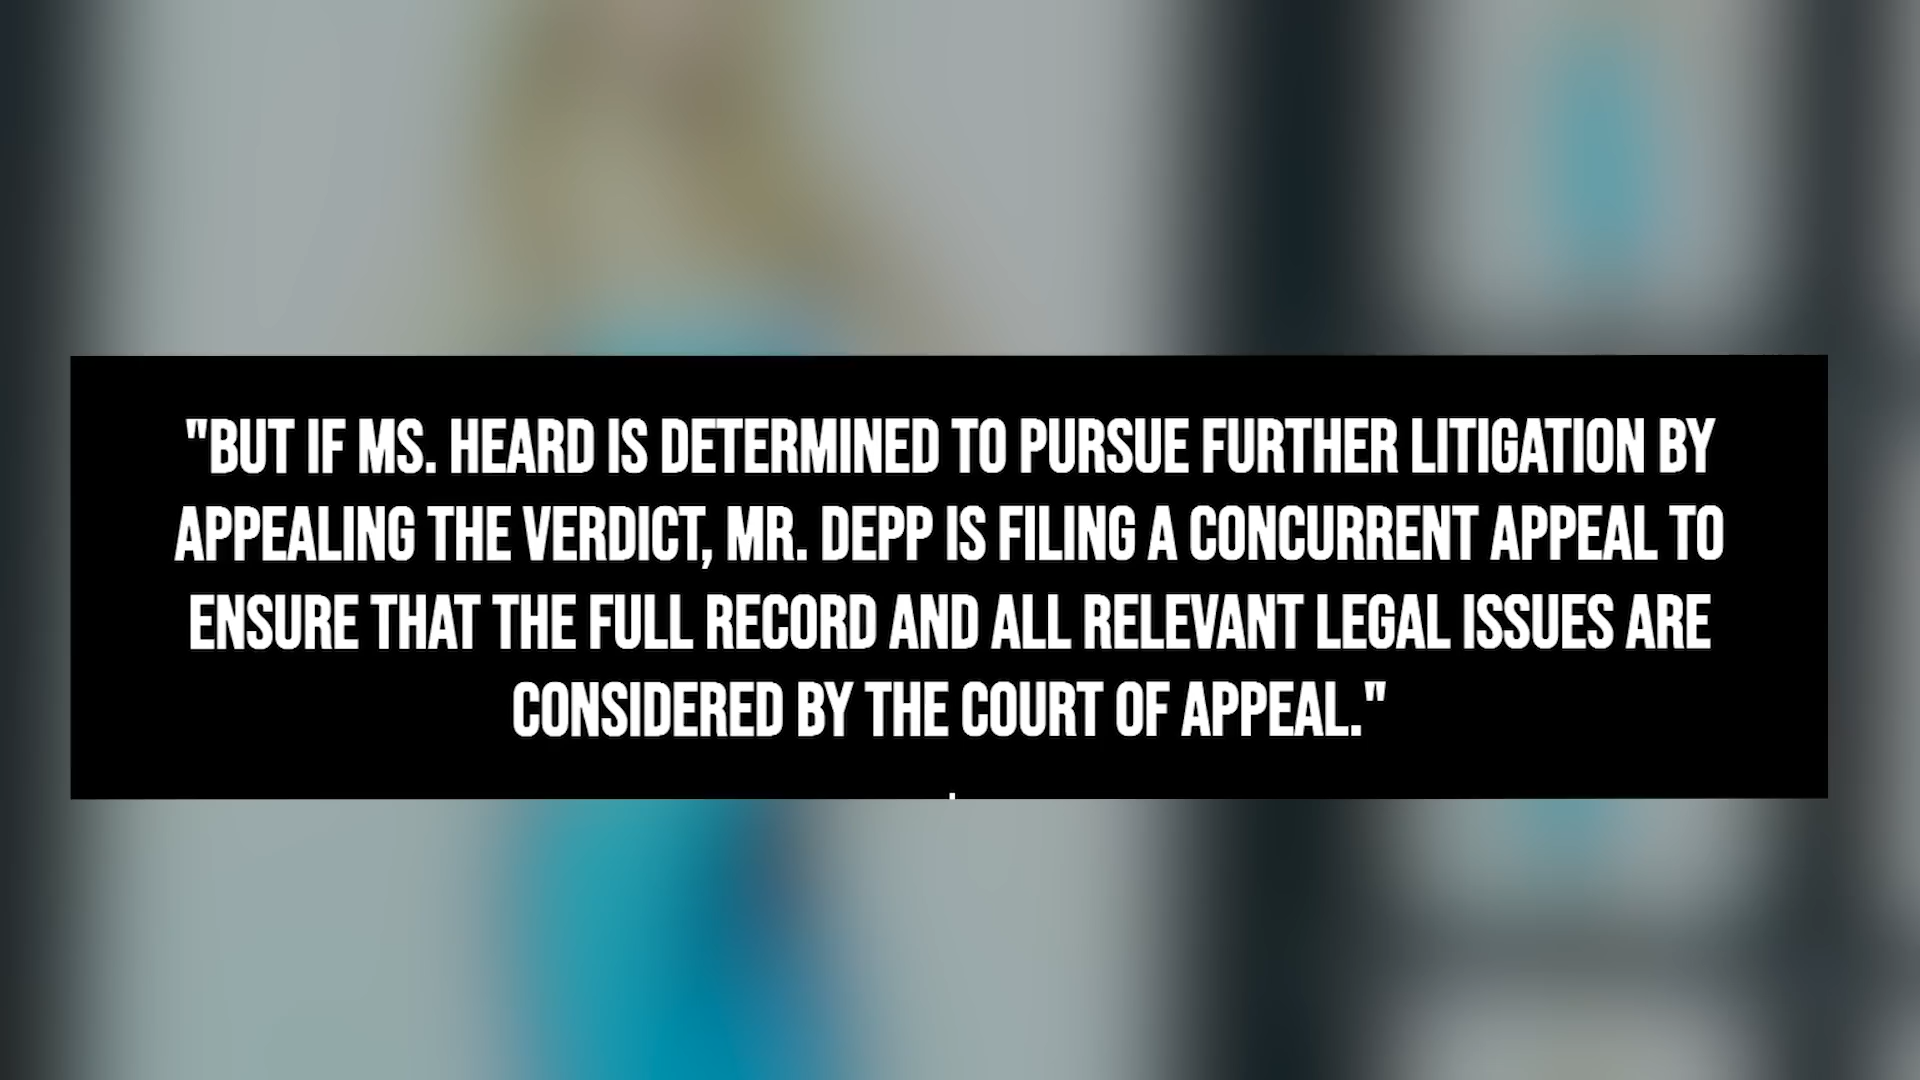 "BUT IF MS. HEARD IS DETERMINED TO PURSUE FURTHER LITIGATION BY
APPEALING THE VERDICT, MR. DEPP IS FILING A CONCURRENT APPEAL TO
ENSURE THAT THE FULL RECORD AND ALL RELEVANT LEGAL ISSUES ARE
CONSIDERED BY THE COURT OF APPEAL."